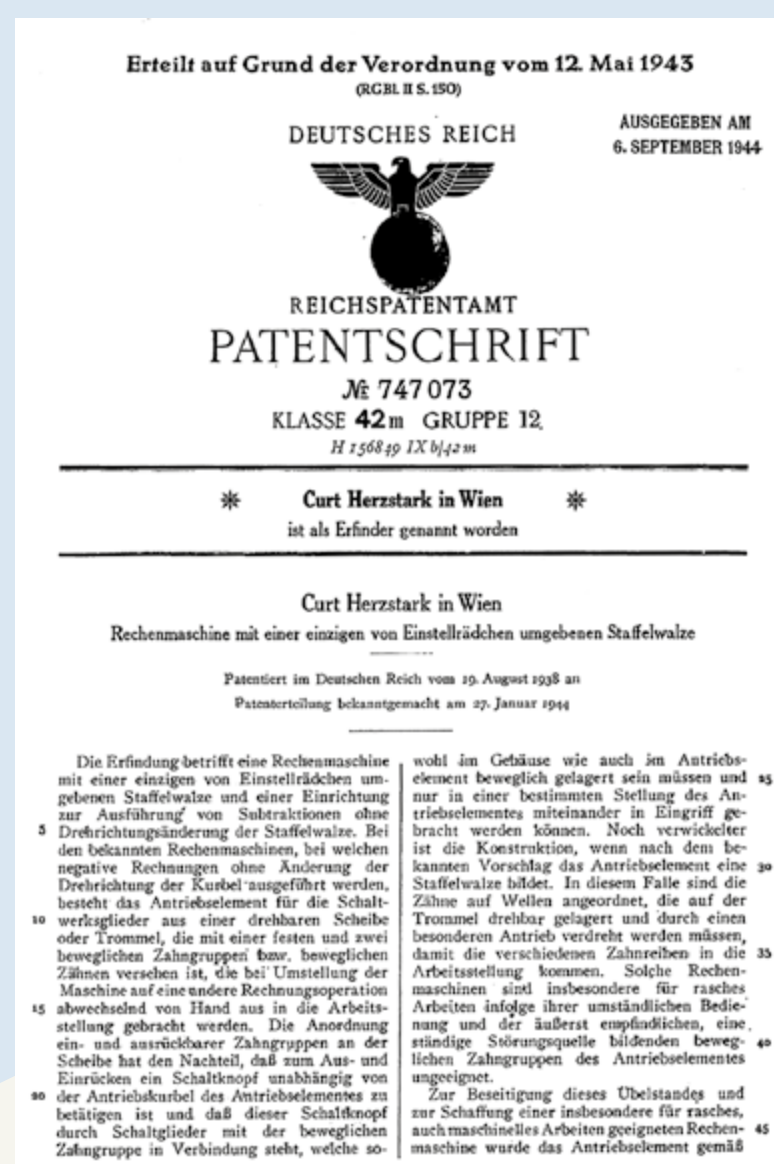 Erteilt auf Grund der Verordnung vom 12. Mai 1943
(RGBl. II S. 150)
AUSGEGEBEN AM
6. SEPTEMBER 1944
DEUTSCHES REICH
REICHSPATENTAMT
PATENTSCHRIFT
№ 747 073
KLASSE 42m GRUPPE 12
H 156849 IX b/42 m
Curt Herzstark in Wien
ist als Erfinder genannt worden
Curt Herzstark in Wien
Rechenmaschine mit einer einzigen von Einstellrädchen umgebenen Staffelwalze
Patentiert im Deutschen Reich vom 19. August 1938 an
Patenterteilung bekanntgemacht am 27. Januar 1944
Die Erfindung betrifft eine Rechenmaschine
mit einer einzigen von Einstellrädchen um-
gebenen Staffelwalze und einer Einrichtung
zur Ausführung von Subtraktionen ohne
5 Drehrichtungsänderung der Staffelwalze. Bei
den bekannten Rechenmaschinen, bei welchen
negative Rechnungen ohne Änderung der
Drehrichtung der Kurbel ausgeführt werden,
besteht das Antriebselement für die Schalt-
10 werksglieder aus einer drehbaren Scheibe
oder Trommel, die mit einer festen und zwei
beweglichen Zahngruppen bzw. beweglichen
Zähnen versehen ist, die bei Umstellung der
Maschine auf eine andere Rechnungsoperation
15 abwechselnd von Hand aus in die Arbeits-
stellung gebracht werden. Die Anordnung
ein- und ausrückbarer Zahngruppen an der
Scheibe hat den Nachteil, daß zum Aus- und
Einrücken ein Schaltknopf unabhängig von
20 der Antriebskurbel des Antriebselementes zu
betätigen ist und daß dieser Schaltknopf
durch Schaltglieder mit der beweglichen
Zahngruppe in Verbindung steht, welche so-
wohl im Gehäuse wie auch im Antriebs-
element beweglich gelagert sein müssen und 25
nur in einer bestimmten Stellung des An-
triebselementes miteinander in Eingriff ge-
bracht werden können. Noch verwickelter
ist die Konstruktion, wenn nach dem be-
kannten Vorschlag das Antriebselement eine 30
Staffelwalze bildet. In diesem Falle sind die
Zähne auf Wellen angeordnet, die auf der
Trommel drehbar gelagert und durch einen
besonderen Antrieb verdreht werden müssen,
damit die verschiedenen Zahnreihen in die 35
Arbeitsstellung kommen. Solche Rechen-
maschinen sind insbesondere für rasches
Arbeiten infolge ihrer umständlichen Bedie-
nung und der äußerst empfindlichen, eine
ständige Störungsquelle bildenden beweg- 40
lichen Zahngruppen des Antriebselementes
ungeeignet.
Zur Beseitigung dieses Übelstandes und
zur Schaffung einer insbesondere für rasches,
auch maschinelles Arbeiten geeigneten Rechen- 45
maschine wurde das Antriebselement gemäß